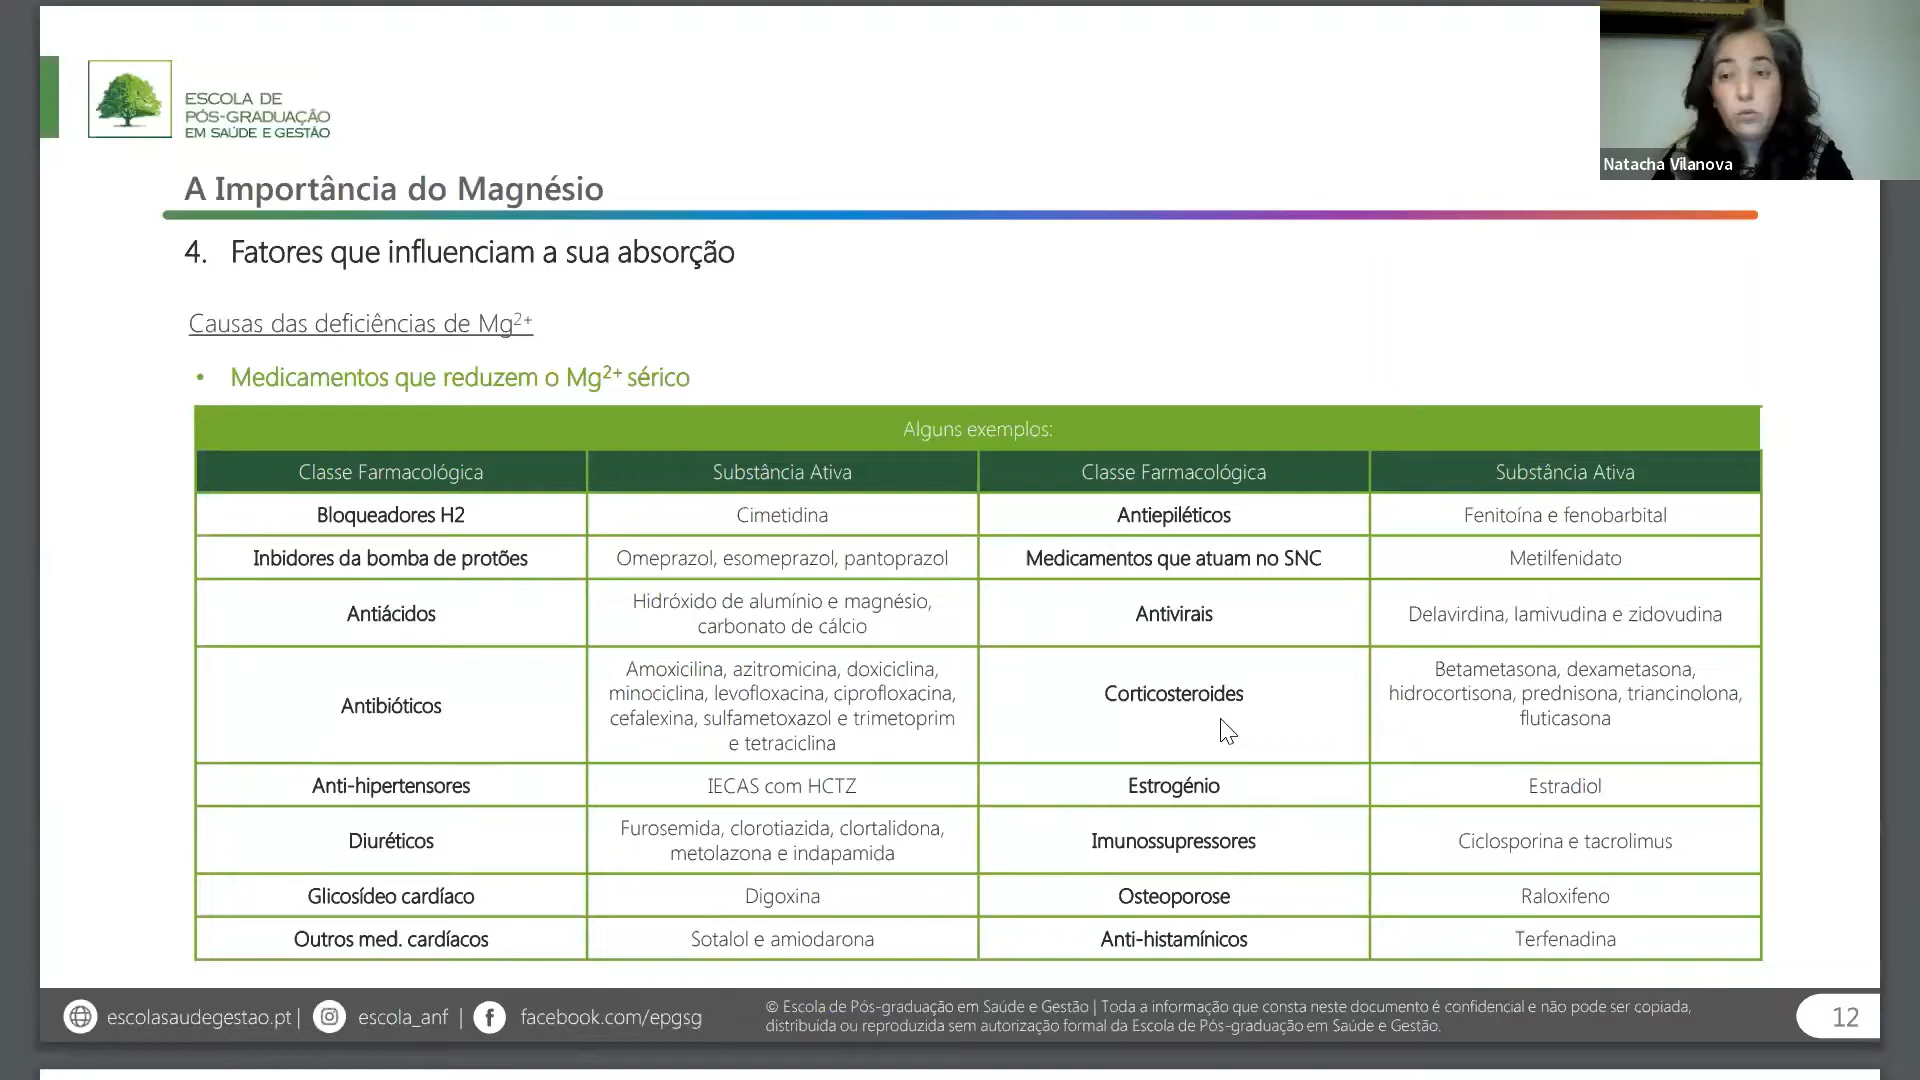 ESCOLA DE
PÓS-GRADUAÇÃO
EM SAÚDE E GESTÃO
Natacha Vilanova
A Importância do Magnésio
4. Fatores que influenciam a sua absorção
Causas das deficiências de Mg²⁺
• Medicamentos que reduzem o Mg²⁺ sérico
Alguns exemplos:
Classe Farmacológica Substância Ativa Classe Farmacológica Substância Ativa
Bloqueadores H2 Cimetidina Antiepiléticos Fenitoína e fenobarbital
Inbidores da bomba de protões Omeprazol, esomeprazol, pantoprazol Medicamentos que atuam no SNC Metilfenidato
Antiácidos
Hidróxido de alumínio e magnésio,
carbonato de cálcio
Antivirais
Delavirdina, lamivudina e zidovudina
Antibióticos
Amoxicilina, azitromicina, doxiciclina,
minociclina, levofloxacina, ciprofloxacina,
cefalexina, sulfametoxazol e trimetoprim
e tetraciclina
Corticosteroides
Betametasona, dexametasona,
hidrocortisona, prednisona, triancinolona,
fluticasona
Anti-hipertensores IECAS com HCTZ Estrogénio Estradiol
Diuréticos
Furosemida, clorotiazida, clortalidona,
metolazona e indapamida
Imunossupressores
Ciclosporina e tacrolimus
Glicosídeo cardíaco Digoxina Osteoporose Raloxifeno
Outros med. cardíacos Sotalol e amiodarona Anti-histamínicos Terfenadina
escolasaudegestao.pt | escola_anf | facebook.com/epgsg
© Escola de Pós-graduação em Saúde e Gestão | Toda a informação que consta neste documento é confidencial e não pode ser copiada,
distribuída ou reproduzida sem autorização formal da Escola de Pós-graduação em Saúde e Gestão.
12